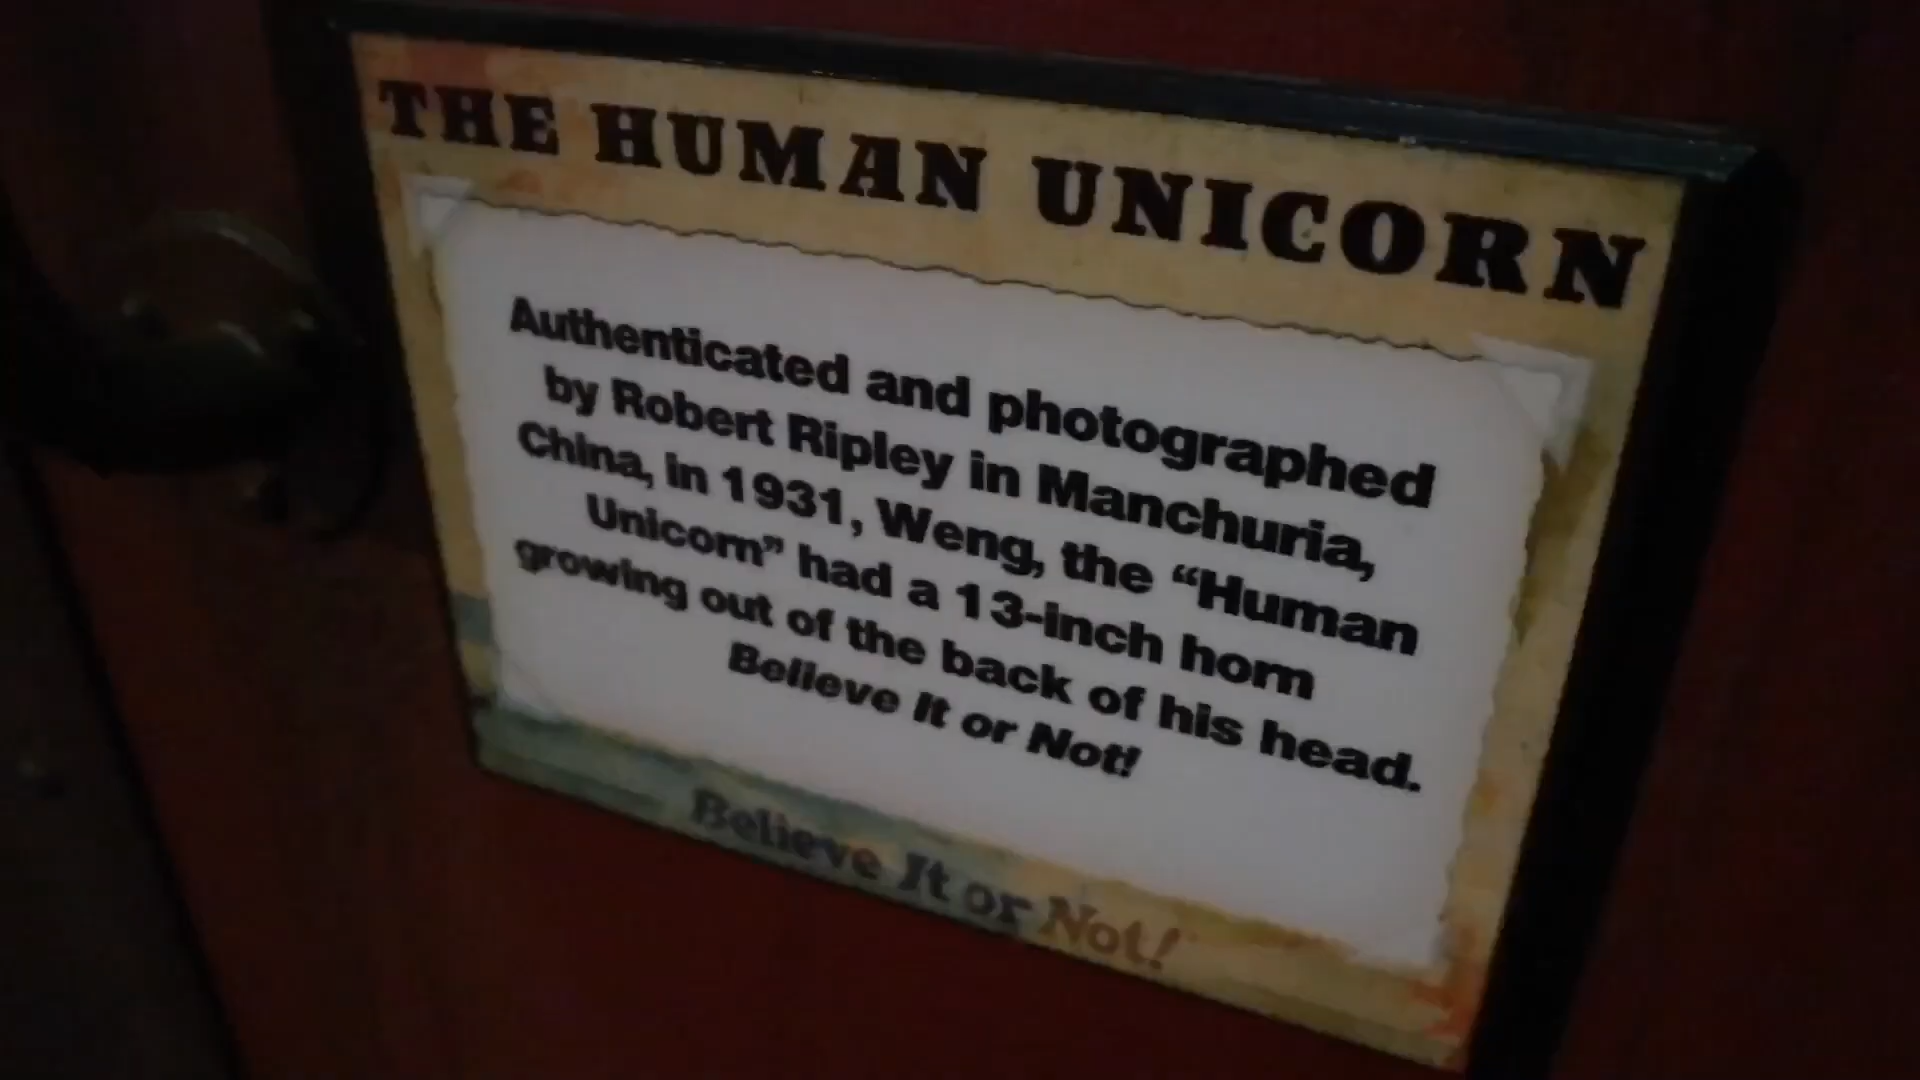 THE HUMAN UNICORN
Authenticated and photographed
by Robert Ripley in Manchuria,
China, in 1931, Weng, the “Human
Unicorn” had a 13-inch horn
growing out of the back of his head.
Believe It or Not!
Believe It or Not!